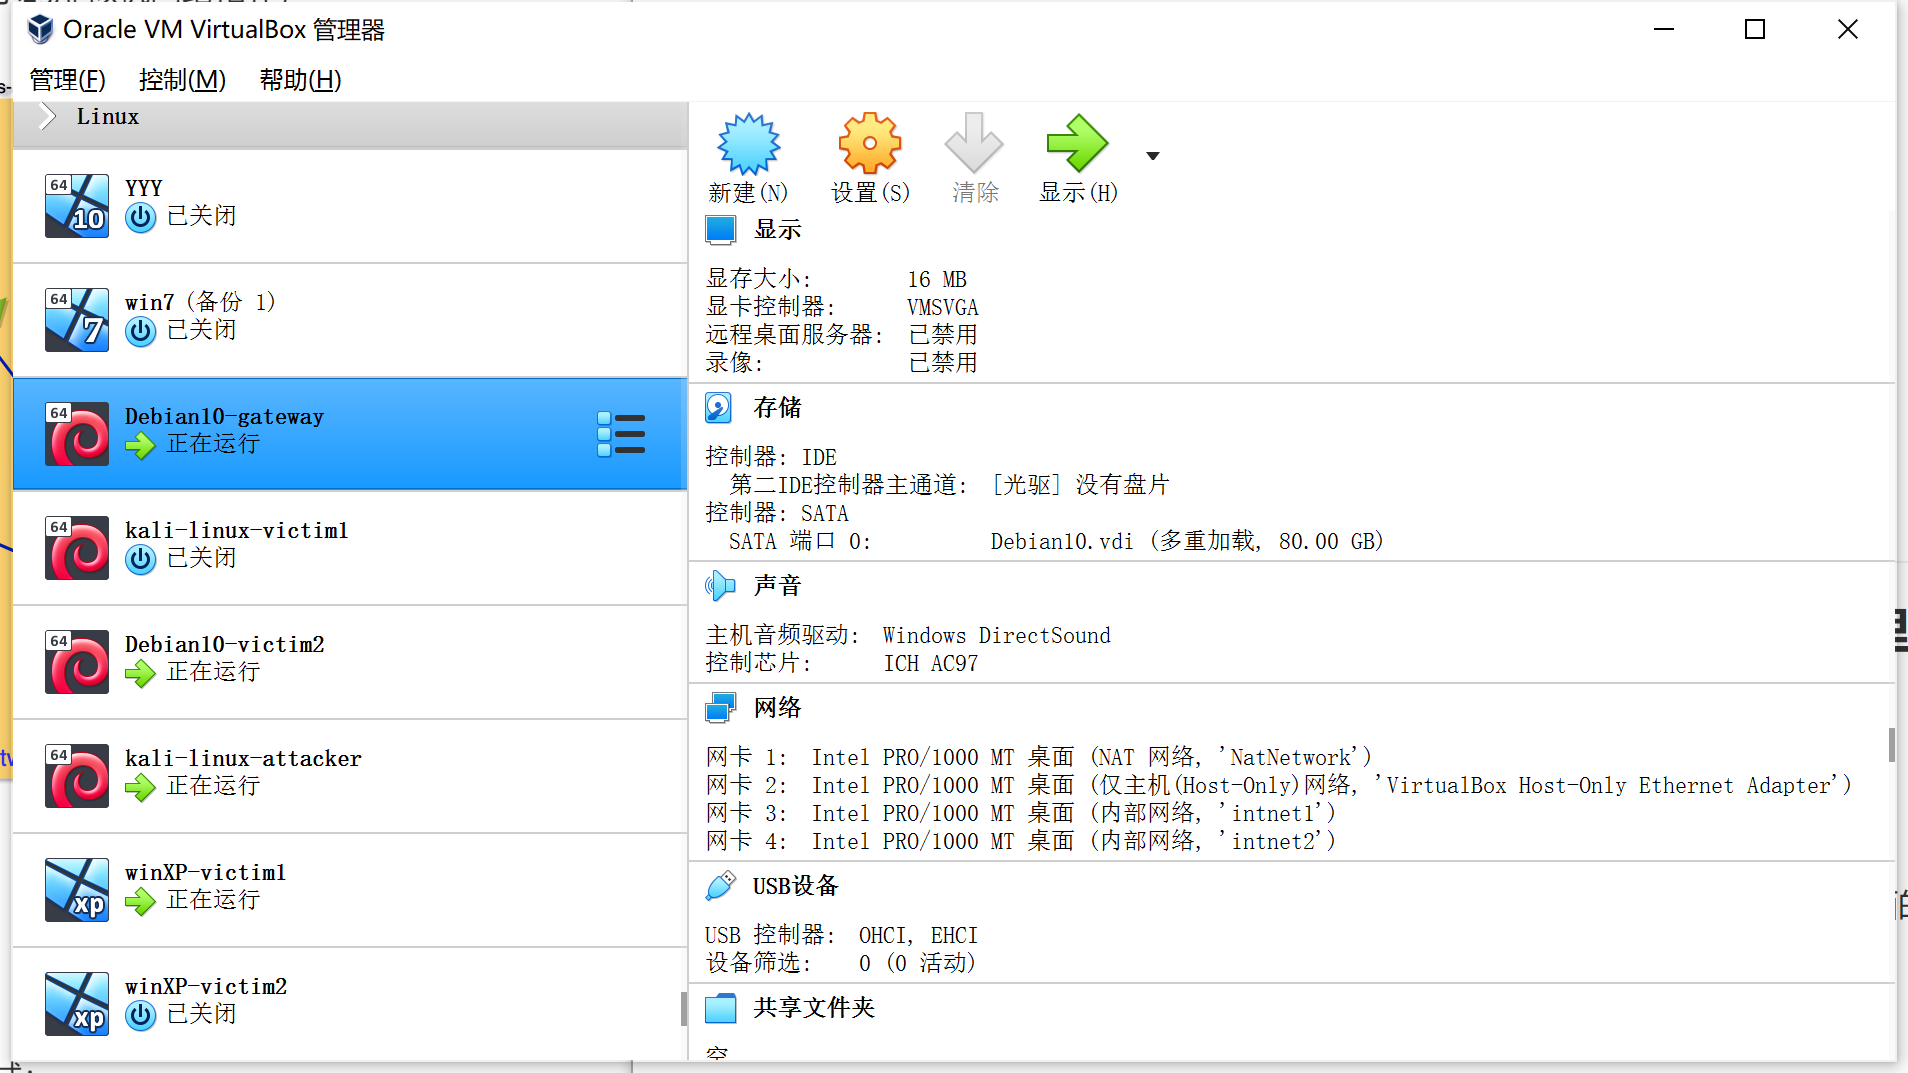 Oracle VM VirtualBox 管理器
管理(F) 控制(M) 帮助(H)
Linux
64 10 YYY
已关闭
64 7 win7 (备份 1)
已关闭
64 Debian10-gateway
正在运行
64 kali-linux-victim1
已关闭
64 Debian10-victim2
正在运行
64 kali-linux-attacker
正在运行
xp winXP-victim1
正在运行
xp winXP-victim2
已关闭
新建(N) 设置(S) 清除 显示(H)
显示
显存大小: 16 MB
显卡控制器: VMSVGA
远程桌面服务器: 已禁用
录像: 已禁用
存储
控制器: IDE
第二IDE控制器主通道: [光驱] 没有盘片
控制器: SATA
SATA 端口 0: Debian10.vdi (多重加载, 80.00 GB)
声音
主机音频驱动: Windows DirectSound
控制芯片: ICH AC97
网络
网卡 1: Intel PRO/1000 MT 桌面 (NAT 网络, 'NatNetwork')
网卡 2: Intel PRO/1000 MT 桌面 (仅主机(Host-Only)网络, 'VirtualBox Host-Only Ethernet Adapter')
网卡 3: Intel PRO/1000 MT 桌面 (内部网络, 'intnet1')
网卡 4: Intel PRO/1000 MT 桌面 (内部网络, 'intnet2')
USB设备
USB 控制器: OHCI, EHCI
设备筛选: 0 (0 活动)
共享文件夹
空